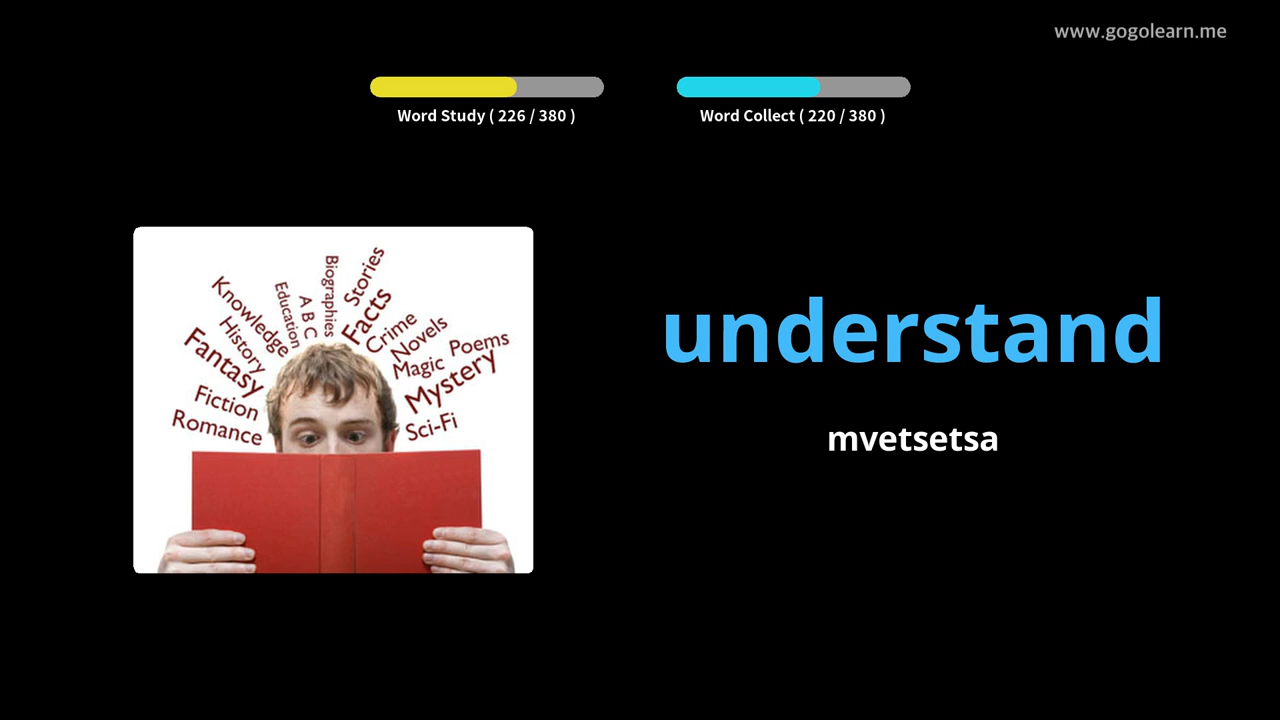 www.gogolearn.me
Word Study ( 226 / 380 )
Word Collect ( 220 / 380 )
Knowledge
History
Fantasy
Fiction
Romance
Education
A B C
Biographies
Stories
Facts
Crime
Novels
Magic
Poems
Mystery
Sci-Fi
understand
mvetsetsa